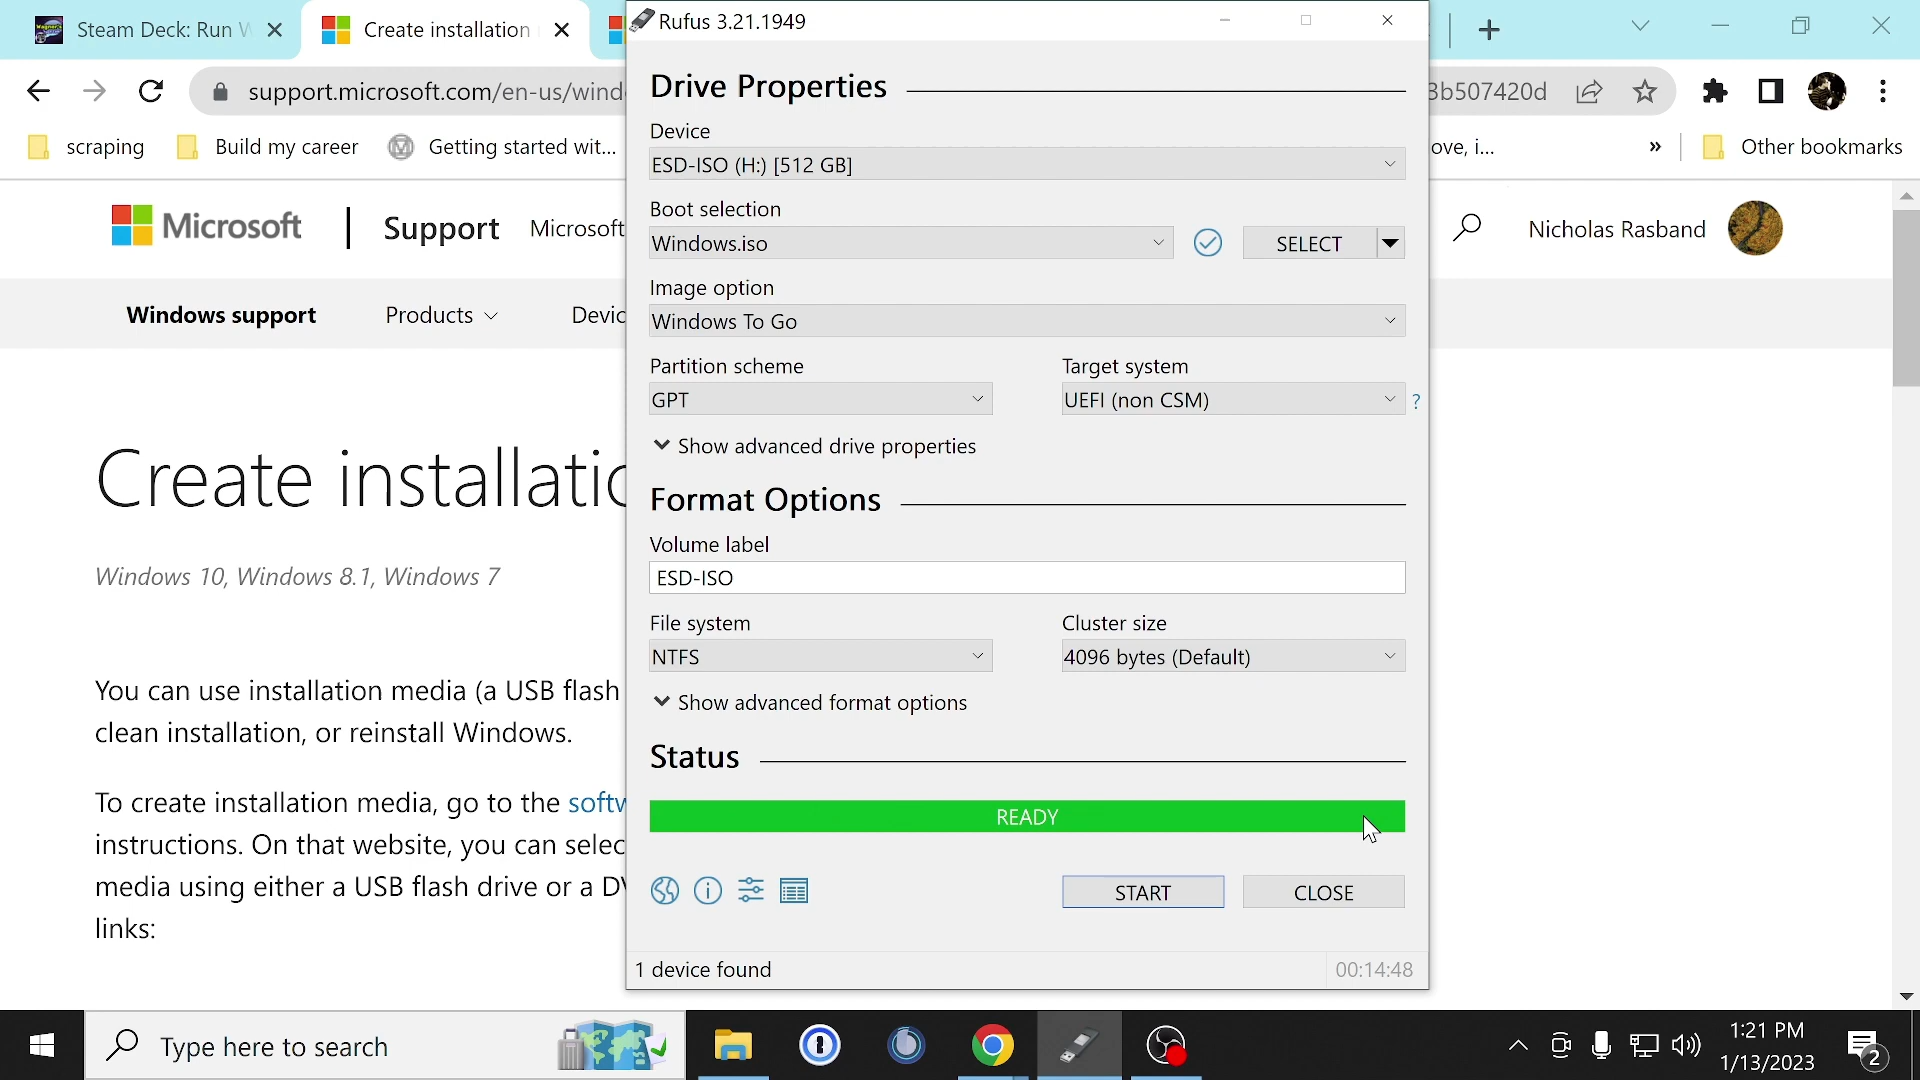 Steam Deck: Run W
Create installation
Rufus 3.21.1949
support.microsoft.com/en-us/wind
3b507420d
scraping
Build my career
Getting started wit...
ove, i...
»
Other bookmarks
Microsoft
Support
Microsoft
Nicholas Rasband
Windows support
Products
Devic
Create installatio
Windows 10, Windows 8.1, Windows 7
You can use installation media (a USB flash
clean installation, or reinstall Windows.
To create installation media, go to the softw
instructions. On that website, you can selec
media using either a USB flash drive or a DV
links:
Drive Properties
Device
ESD-ISO (H:) [512 GB]
Boot selection
Windows.iso
SELECT
Image option
Windows To Go
Partition scheme
Target system
GPT
UEFI (non CSM)
?
Show advanced drive properties
Format Options
Volume label
ESD-ISO
File system
Cluster size
NTFS
4096 bytes (Default)
Show advanced format options
Status
READY
START
CLOSE
1 device found
00:14:48
Type here to search
1:21 PM
1/13/2023
2